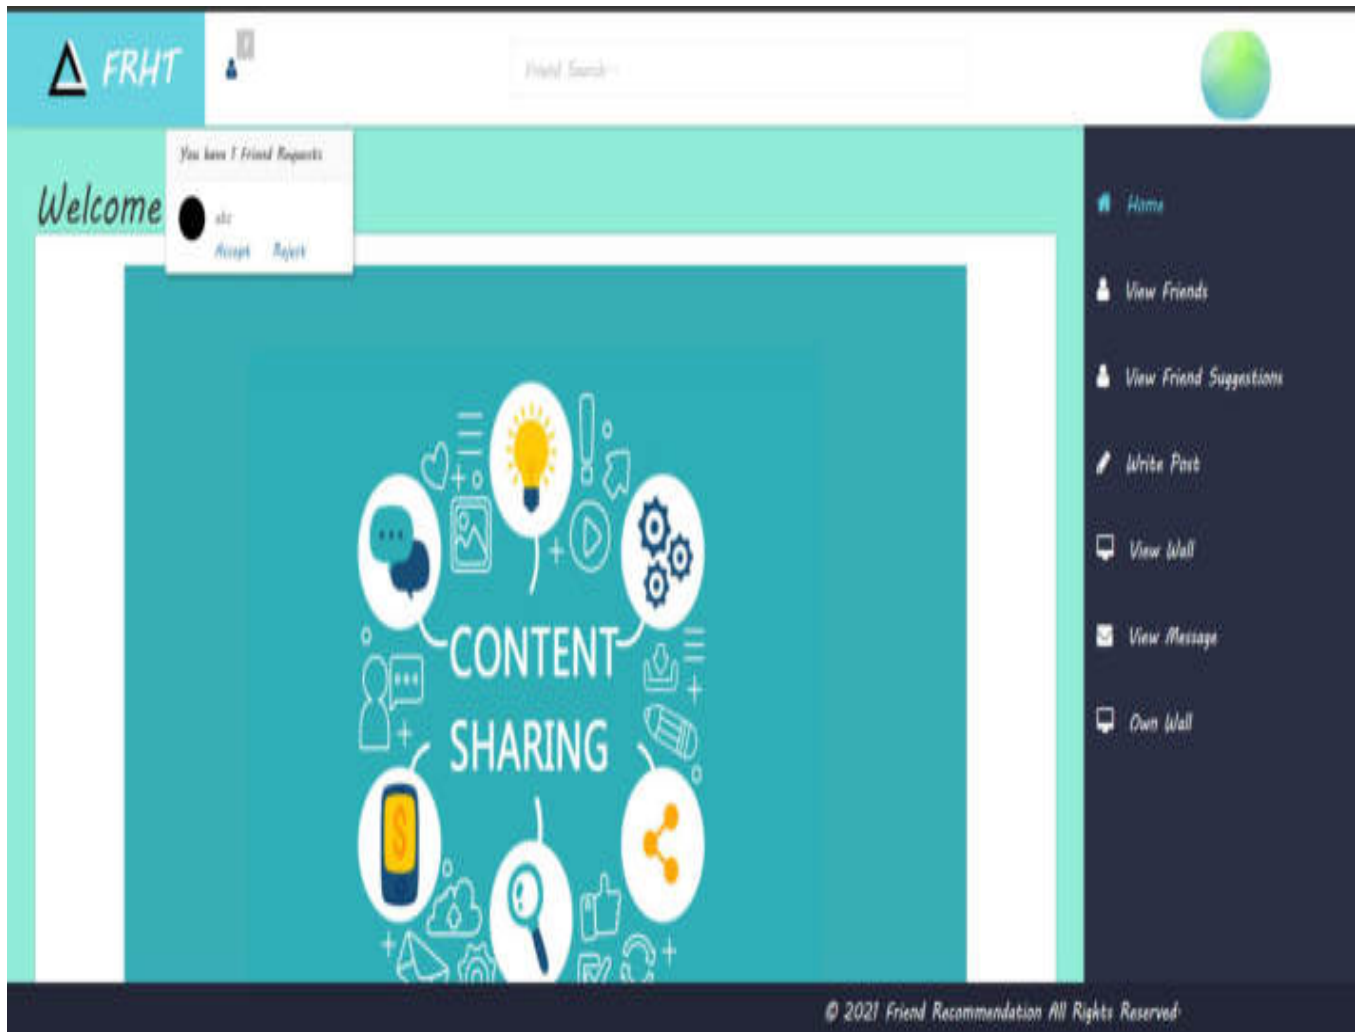 FRHT
Friend Search..
You have 1 Friend Requests
Welcome
abc
Accept Reject
Home
View Friends
View Friend Suggestions
Write Post
View Wall
View Message
Own Wall
CONTENT
SHARING
© 2021 Friend Recommendation All Rights Reserved.